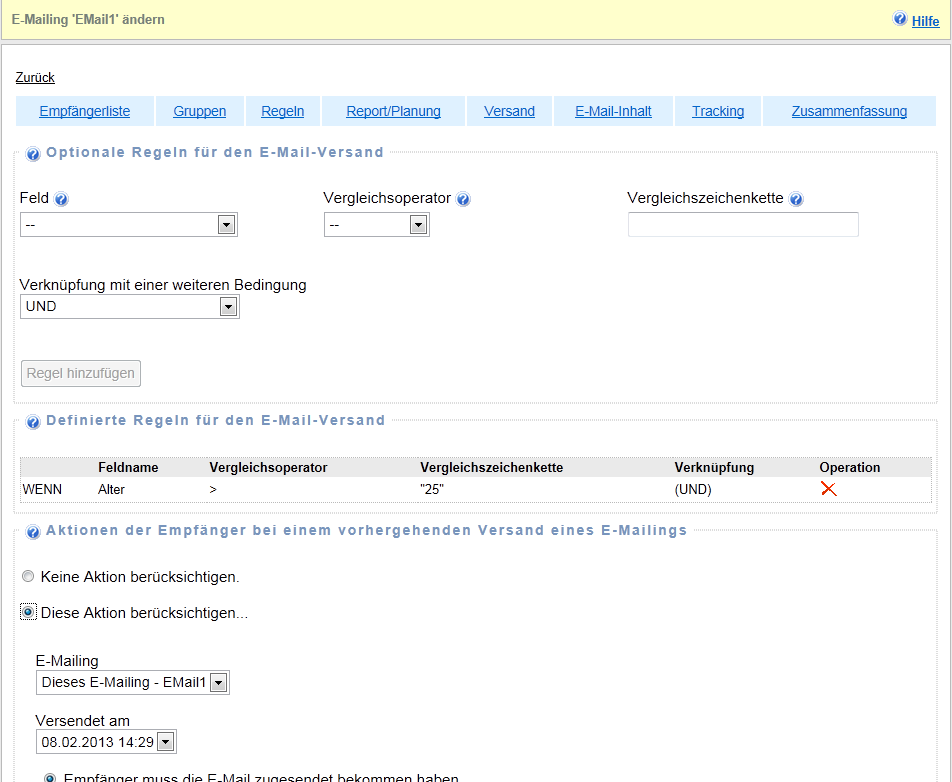 E-Mailing 'EMail1' ändern
Hilfe
Zurück
Empfängerliste Gruppen Regeln Report/Planung Versand E-Mail-Inhalt Tracking Zusammenfassung
Optionale Regeln für den E-Mail-Versand
Feld Vergleichsoperator Vergleichszeichenkette
-- --
Verknüpfung mit einer weiteren Bedingung
UND
Regel hinzufügen
Definierte Regeln für den E-Mail-Versand
Feldname Vergleichsoperator Vergleichszeichenkette Verknüpfung Operation
WENN Alter > "25" (UND)
Aktionen der Empfänger bei einem vorhergehenden Versand eines E-Mailings
Keine Aktion berücksichtigen.
Diese Aktion berücksichtigen...
E-Mailing
Dieses E-Mailing - EMail1
Versendet am
08.02.2013 14:29
Empfänger muss die E-Mail zugesendet bekommen haben